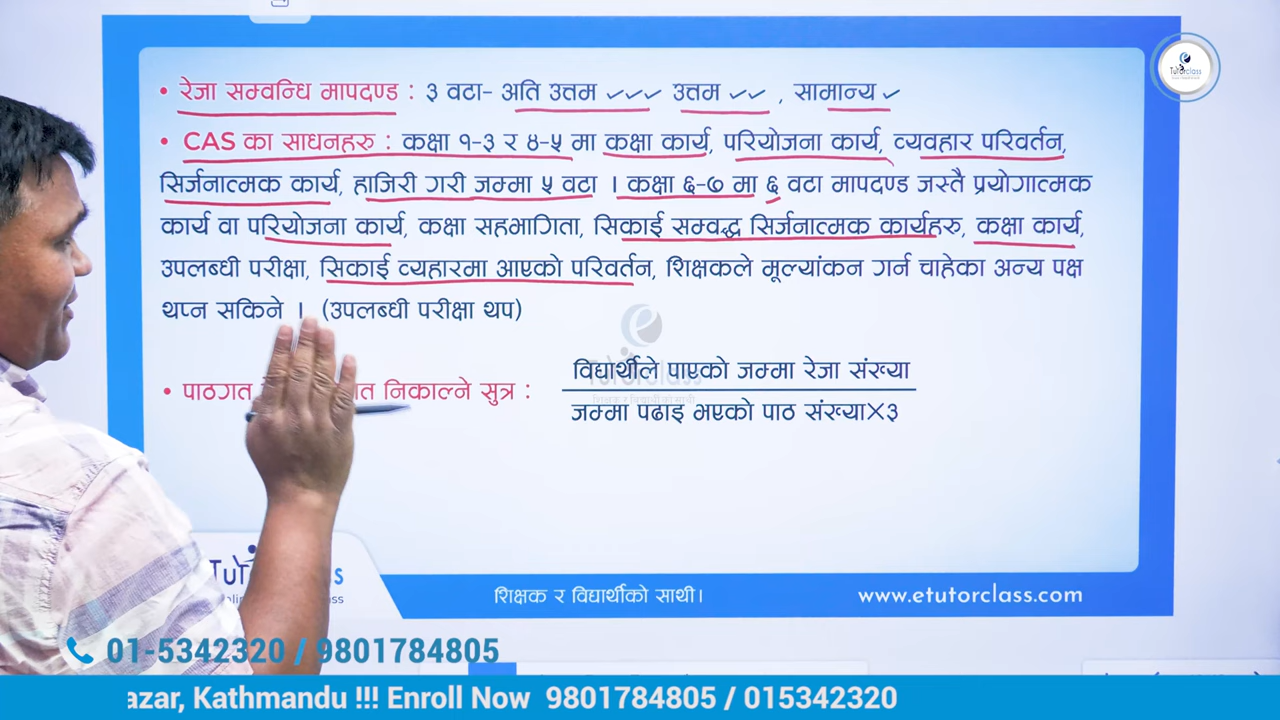 • रेजा सम्वन्धि मापदण्ड : ३ वटा- अति उत्तम ✓✓✓ उत्तम ✓✓ , सामान्य ✓
• CAS का साधनहरु : कक्षा १-३ र ४-५ मा कक्षा कार्य, परियोजना कार्य, व्यवहार परिवर्तन,
सिर्जनात्मक कार्य, हाजिरी गरी जम्मा ५ वटा । कक्षा ६-७ मा ६ वटा मापदण्ड जस्तै प्रयोगात्मक
कार्य वा परियोजना कार्य, कक्षा सहभागिता, सिकाई सम्वद्ध सिर्जनात्मक कार्यहरु, कक्षा कार्य,
उपलब्धी परीक्षा, सिकाई व्यहारमा आएको परिवर्तन, शिक्षकले मूल्यांकन गर्न चाहेका अन्य पक्ष
थप्न सकिने । (उपलब्धी परीक्षा थप)
• पाठगत निकाल्ने सुत्र :
विद्यार्थीले पाएको जम्मा रेजा संख्या
जम्मा पढाइ भएको पाठ संख्या×३
Tutorclass
शिक्षक र विद्यार्थीको साथी
Tutorclass
शिक्षक र विद्यार्थीको साथी।
www.etutorclass.com
01-5342320 / 9801784805
azar, Kathmandu !!! Enroll Now 9801784805 / 015342320